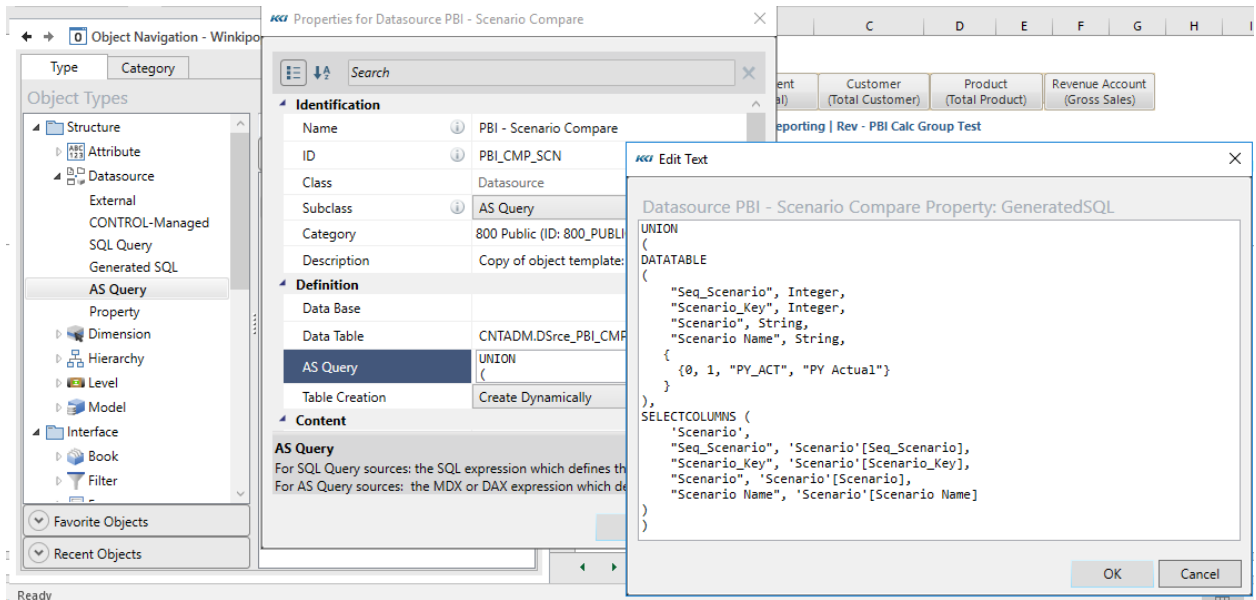 KCI Properties for Datasource PBI - Scenario Compare
Object Navigation - Winkipo
Type
Category
Object Types
Structure
Attribute
Datasource
External
CONTROL-Managed
SQL Query
Generated SQL
AS Query
Property
Dimension
Hierarchy
Level
Model
Interface
Book
Filter
Favorite Objects
Recent Objects
Ready
Search
Identification
Name PBI - Scenario Compare
ID PBI_CMP_SCN
Class Datasource
Subclass AS Query
Category 800 Public (ID: 800_PUBLI
Description Copy of object template:
Definition
Data Base
Data Table CNTADM.DSrce_PBI_CMP
AS Query UNION
(
Table Creation Create Dynamically
Content
AS Query
For SQL Query sources: the SQL expression which defines th
For AS Query sources: the MDX or DAX expression which de
C D E F G H I
ent Customer Product Revenue Account
al) (Total Customer) (Total Product) (Gross Sales)
eporting | Rev - PBI Calc Group Test
KCI Edit Text
Datasource PBI - Scenario Compare Property: GeneratedSQL
UNION
(
DATATABLE
(
"Seq_Scenario", Integer,
"Scenario_Key", Integer,
"Scenario", String,
"Scenario Name", String,
{
{0, 1, "PY_ACT", "PY Actual"}
}
),
SELECTCOLUMNS (
'Scenario',
"Seq_Scenario", 'Scenario'[Seq_Scenario],
"Scenario_Key", 'Scenario'[Scenario_Key],
"Scenario", 'Scenario'[Scenario],
"Scenario Name", 'Scenario'[Scenario Name]
)
)
OK
Cancel